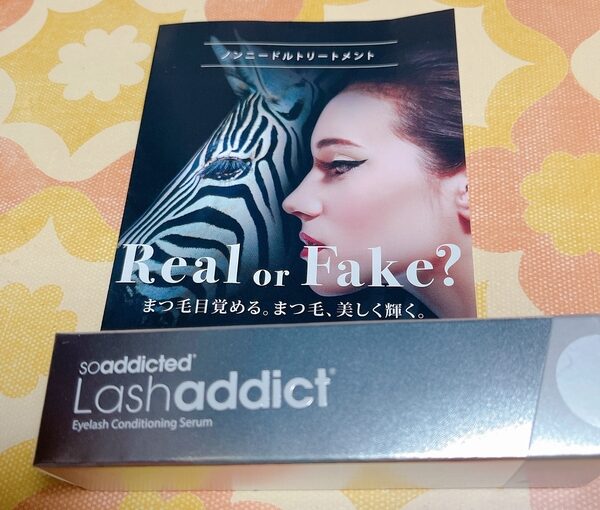 ノンニードルトリートメント
Real or Fake?
まつ毛目覚める。まつ毛、美しく輝く。
soaddicted®
Lashaddict®
Eyelash Conditioning Serum